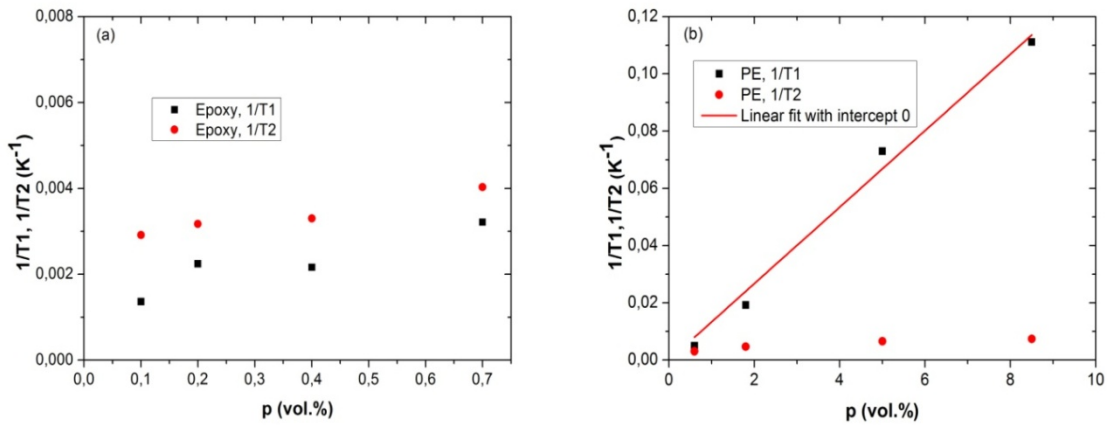 (a)
0,008
0,006
0,004
0,002
0,000
1/T1, 1/T2 (K-1)
Epoxy, 1/T1
Epoxy, 1/T2
0,0 0,1 0,2 0,3 0,4 0,5 0,6 0,7
p (vol.%)
(b)
0,12
0,10
0,08
0,06
0,04
0,02
0,00
1/T1,1/T2 (K-1)
PE, 1/T1
PE, 1/T2
Linear fit with intercept 0
0 2 4 6 8 10
p (vol.%)